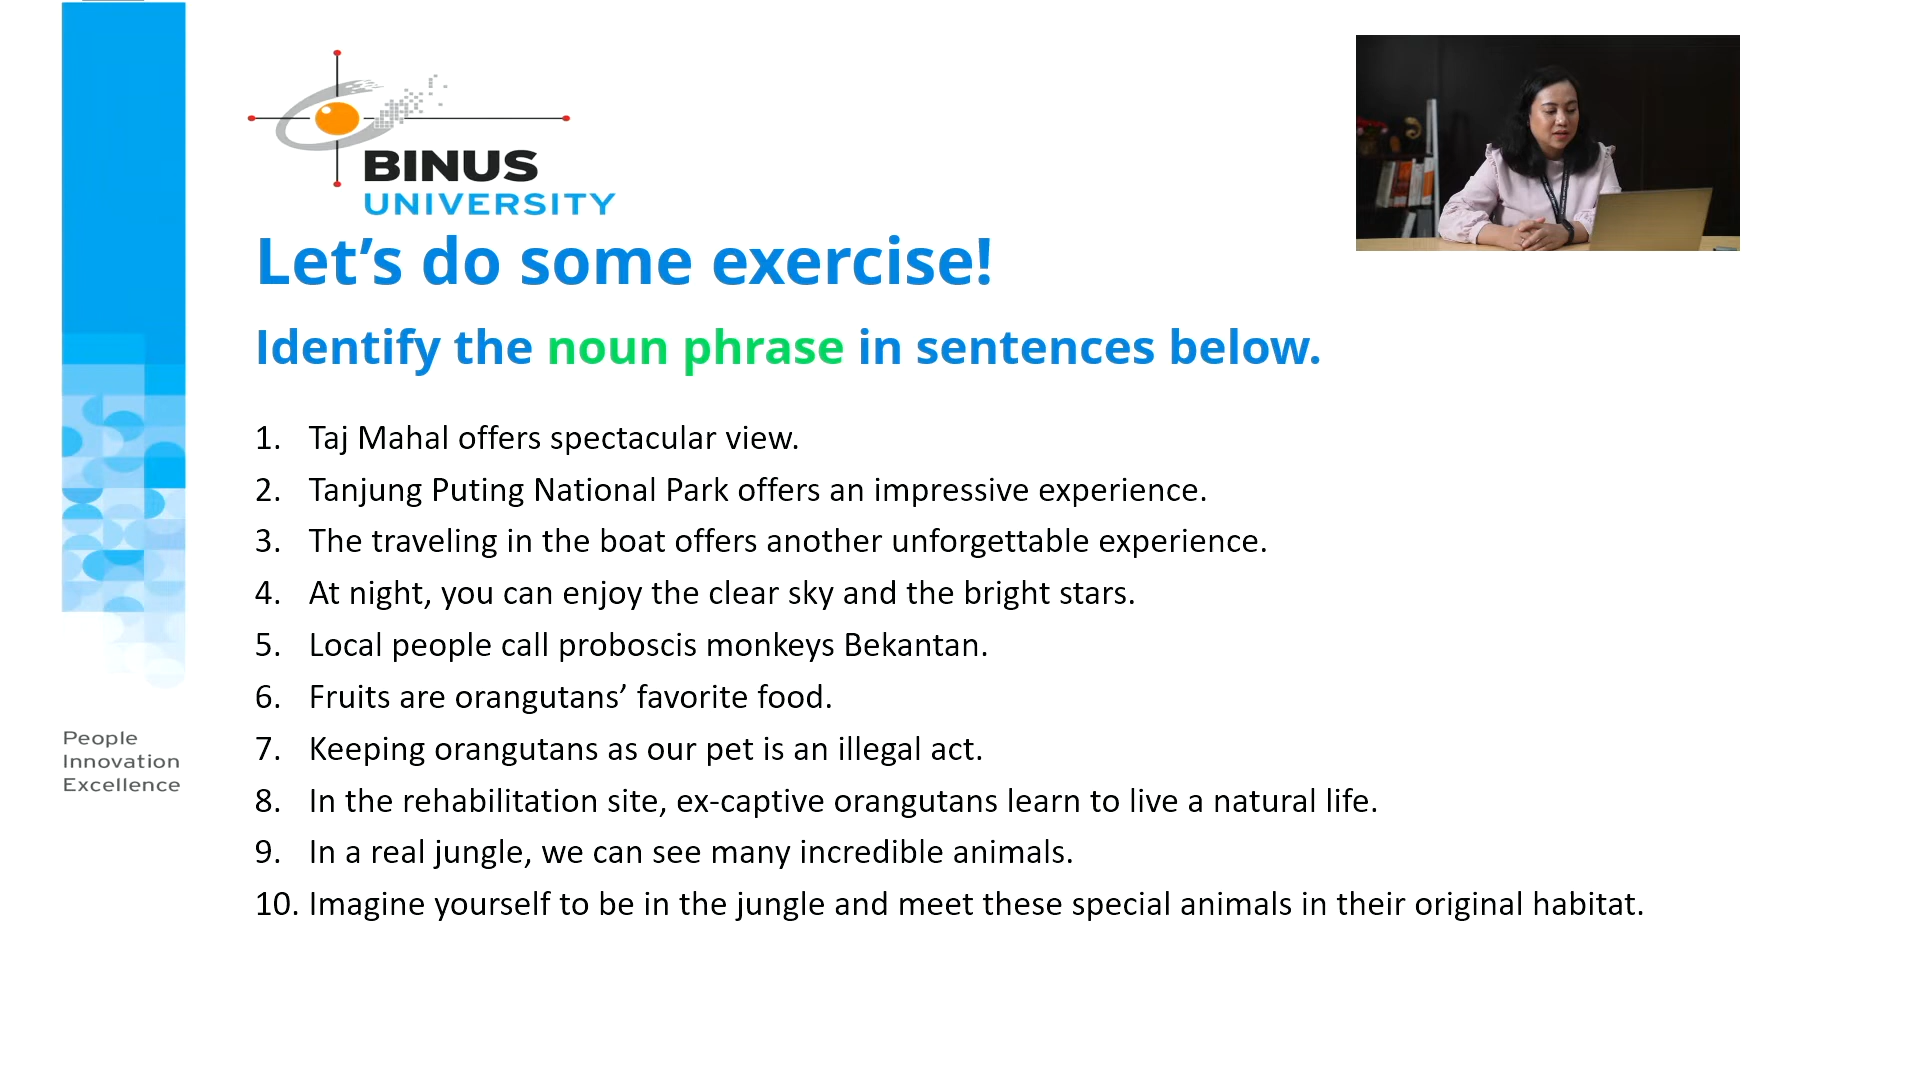 BINUS
UNIVERSITY
Let’s do some exercise!
Identify the noun phrase in sentences below.
1. Taj Mahal offers spectacular view.
2. Tanjung Puting National Park offers an impressive experience.
3. The traveling in the boat offers another unforgettable experience.
4. At night, you can enjoy the clear sky and the bright stars.
5. Local people call proboscis monkeys Bekantan.
6. Fruits are orangutans’ favorite food.
7. Keeping orangutans as our pet is an illegal act.
8. In the rehabilitation site, ex-captive orangutans learn to live a natural life.
9. In a real jungle, we can see many incredible animals.
10. Imagine yourself to be in the jungle and meet these special animals in their original habitat.
People
Innovation
Excellence